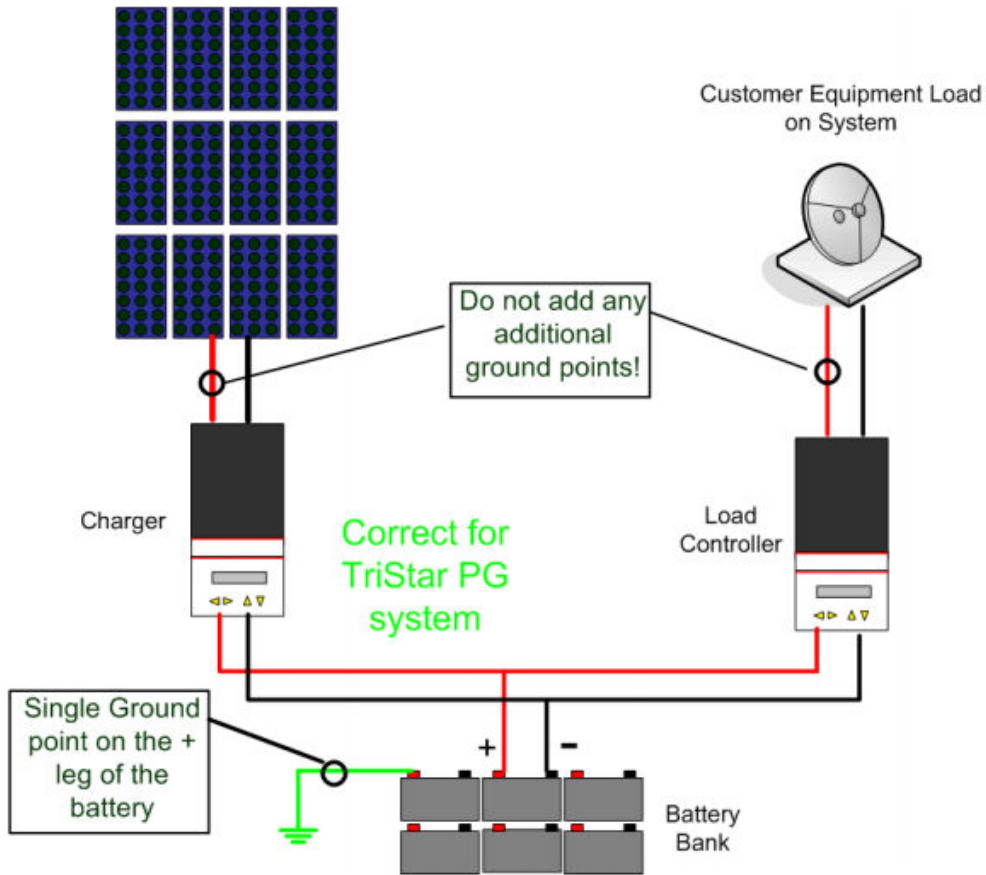 Customer Equipment Load
on System
Do not add any
additional
ground points!
Charger
Correct for
TriStar PG
system
Load
Controller
Single Ground
point on the +
leg of the
battery
+
-
Battery
Bank